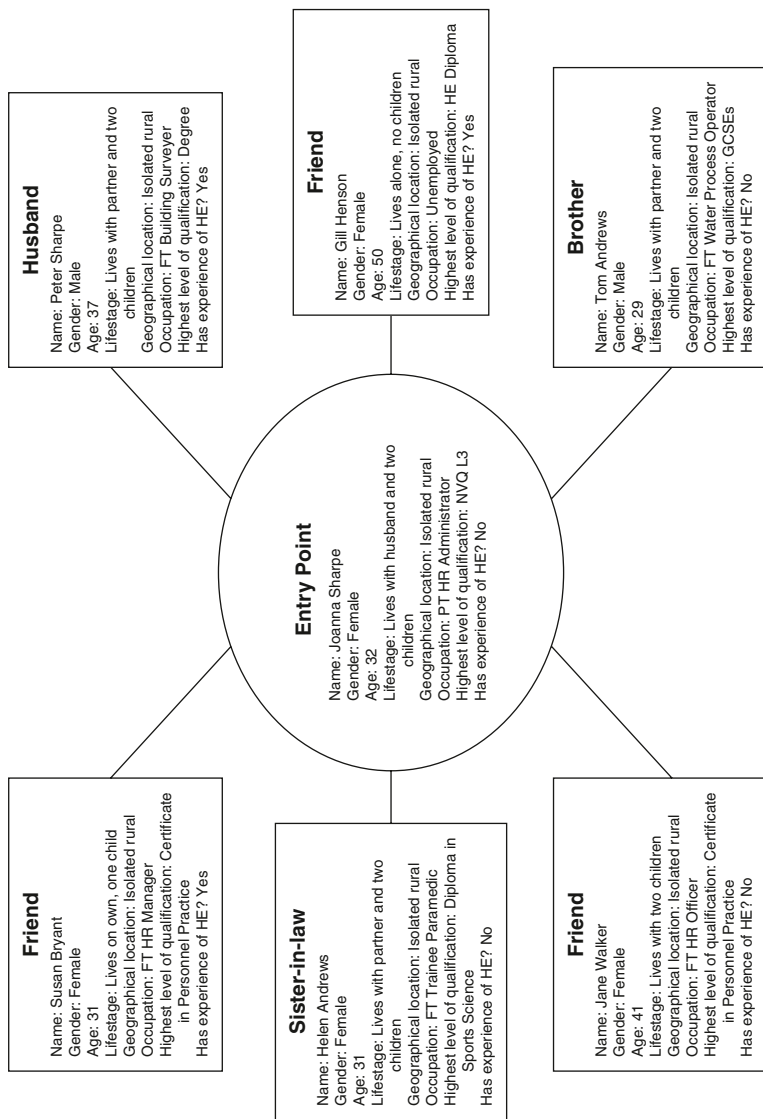 Friend
Name: Susan Bryant
Gender: Female
Age: 31
Lifestage: Lives on own, one child
Geographical location: Isolated rural
Occupation: FT HR Manager
Highest level of qualification: Certificate
in Personnel Practice
Has experience of HE? Yes
Husband
Name: Peter Sharpe
Gender: Male
Age: 37
Lifestage: Lives with partner and two
children
Geographical location: Isolated rural
Occupation: FT Building Surveyer
Highest level of qualification: Degree
Has experience of HE? Yes
Sister-in-law
Name: Helen Andrews
Gender: Female
Age: 31
Lifestage: Lives with partner and two
children
Geographical location: Isolated rural
Occupation: FT Trainee Paramedic
Highest level of qualification: Diploma in
Sports Science
Has experience of HE? No
Entry Point
Name: Joanna Sharpe
Gender: Female
Age: 32
Lifestage: Lives with husband and two
children
Geographical location: Isolated rural
Occupation: PT HR Administrator
Highest level of qualification: NVQ L3
Has experience of HE? No
Friend
Name: Gill Henson
Gender: Female
Age: 50
Lifestage: Lives alone, no children
Geographical location: Isolated rural
Occupation: Unemployed
Highest level of qualification: HE Diploma
Has experience of HE? Yes
Friend
Name: Jane Walker
Gender: Female
Age: 41
Lifestage: Lives with two children
Geographical location: Isolated rural
Occupation: FT HR Officer
Highest level of qualification: Certificate
in Personnel Practice
Has experience of HE? No
Brother
Name: Tom Andrews
Gender: Male
Age: 29
Lifestage: Lives with partner and two
children
Geographical location: Isolated rural
Occupation: FT Water Process Operator
Highest level of qualification: GCSEs
Has experience of HE? No